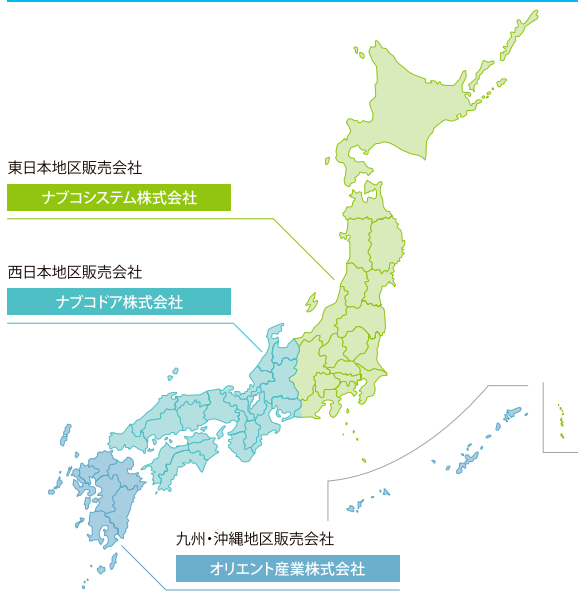 東日本地区販売会社
ナブコシステム株式会社
西日本地区販売会社
ナブコドア株式会社
九州・沖縄地区販売会社
オリエント産業株式会社